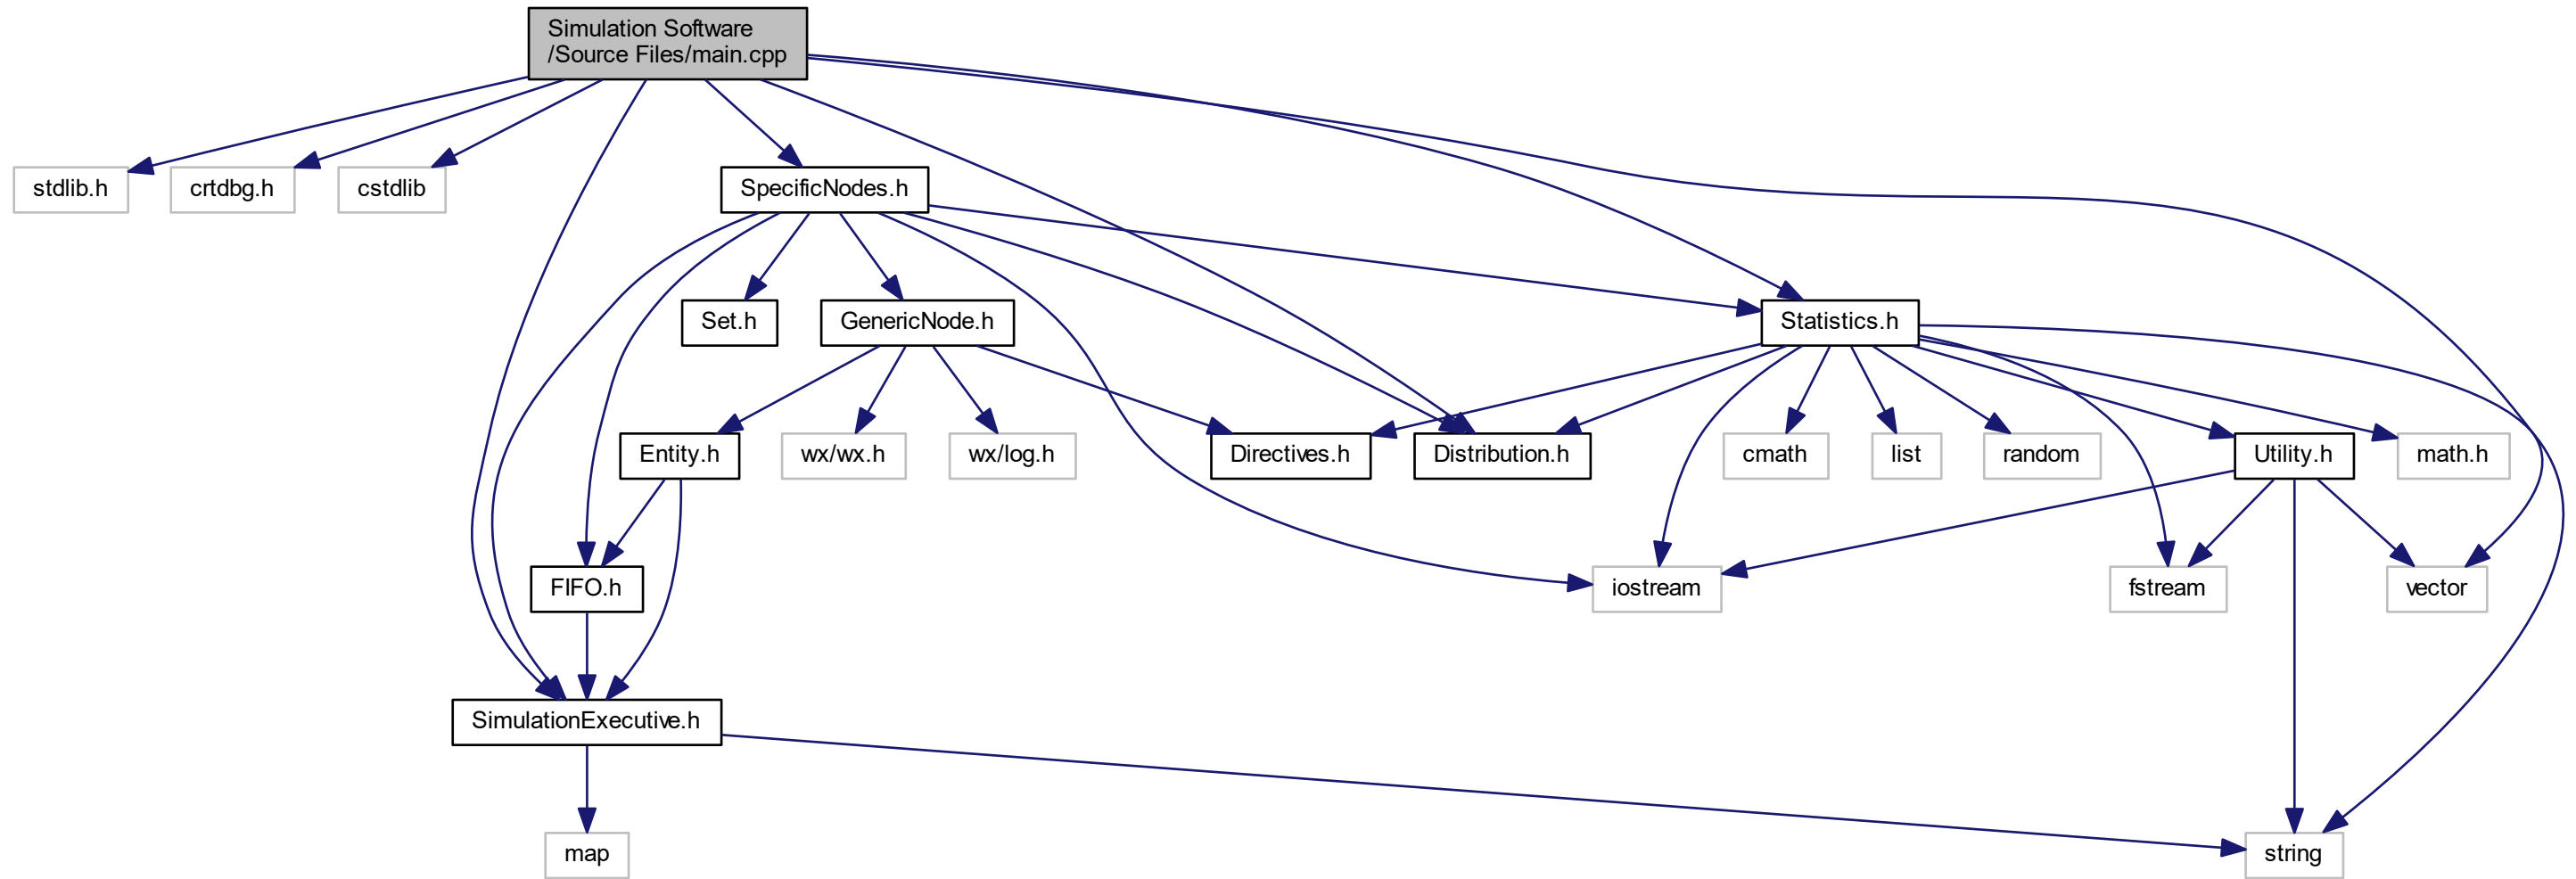 Simulation Software
/Source Files/main.cpp
stdlib.h
crtdbg.h
cstdlib
SpecificNodes.h
Set.h
GenericNode.h
Statistics.h
Entity.h
wx/wx.h
wx/log.h
Directives.h
Distribution.h
cmath
list
random
Utility.h
math.h
FIFO.h
iostream
fstream
vector
SimulationExecutive.h
map
string